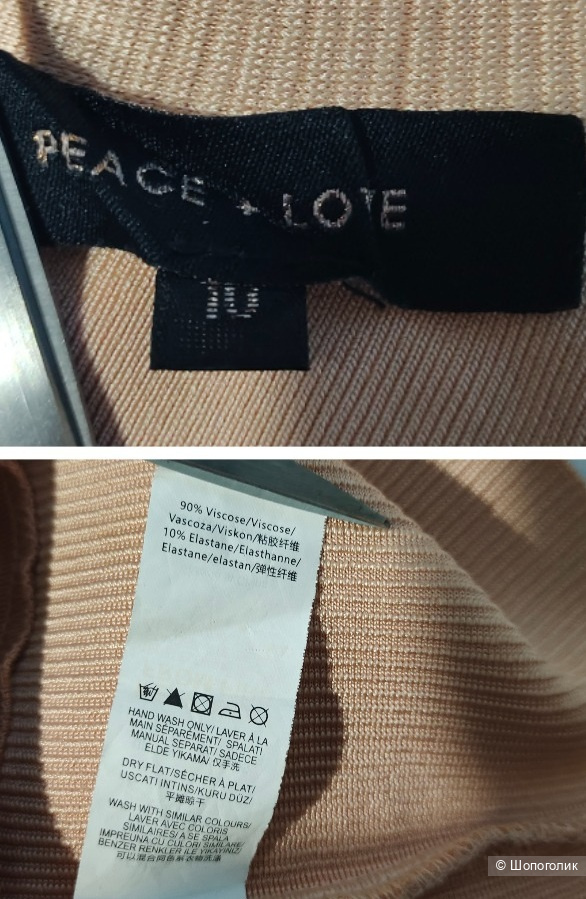 PEACE + LOVE
10
90% Viscose/Viscose/
Vascoza/Viskon/粘胶纤维
10% Elastane/Elasthanne/
Elastane/elastan/弹性纤维
HAND WASH ONLY/ LAVER À LA
MAIN SÉPARÉMENT/ SPALATI
MANUAL SEPARAT/ SADECE
ELDE YIKAMA/ 仅手洗
DRY FLAT/SÉCHER À PLAT/
USCATI INTINS/KURU DÜZ/
平摊晾干
WASH WITH SIMILAR COLOURS/
LAVER AVEC COLORIS
SIMILAIRES/ A SE SPALA
IMPREUNA CU CULORI SIMILARE/
BENZER RENKLER ILE YIKAYINIZ/
可以混合同色系衣物洗涤
© Шопоголик